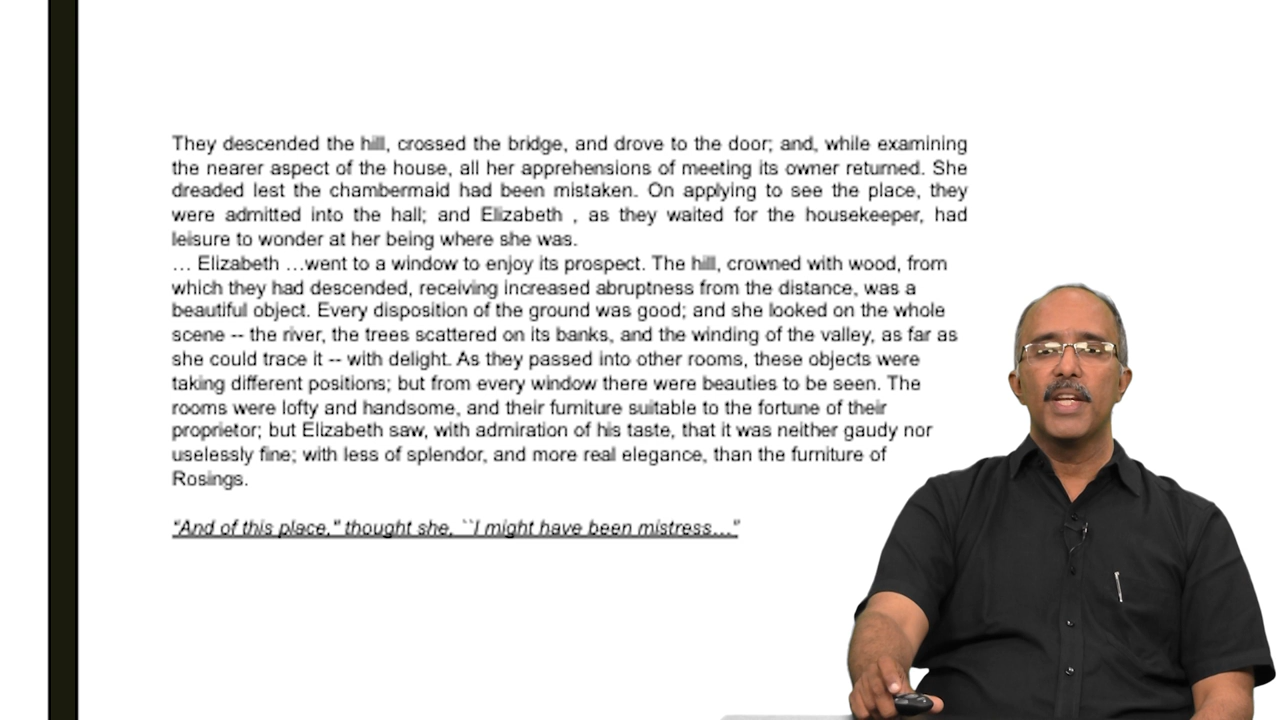 They descended the hill, crossed the bridge, and drove to the door; and, while examining
the nearer aspect of the house, all her apprehensions of meeting its owner returned. She
dreaded lest the chambermaid had been mistaken. On applying to see the place, they
were admitted into the hall; and Elizabeth , as they waited for the housekeeper, had
leisure to wonder at her being where she was.
… Elizabeth …went to a window to enjoy its prospect. The hill, crowned with wood, from
which they had descended, receiving increased abruptness from the distance, was a
beautiful object. Every disposition of the ground was good; and she looked on the whole
scene -- the river, the trees scattered on its banks, and the winding of the valley, as far as
she could trace it -- with delight. As they passed into other rooms, these objects were
taking different positions; but from every window there were beauties to be seen. The
rooms were lofty and handsome, and their furniture suitable to the fortune of their
proprietor; but Elizabeth saw, with admiration of his taste, that it was neither gaudy nor
uselessly fine; with less of splendor, and more real elegance, than the furniture of
Rosings.
“And of this place,” thought she, ``I might have been mistress…”